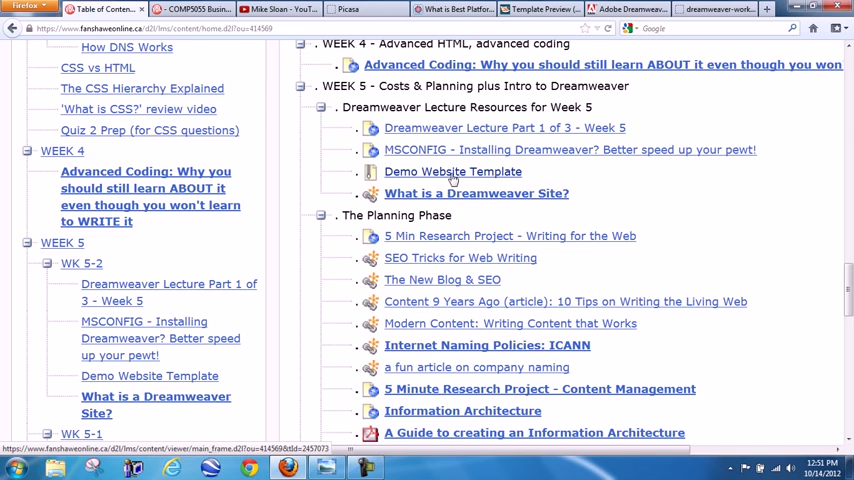 Firefox
Table of Conten...
- COMP5055 Busin...
Mike Sloan - YouT...
Picasa
What is Best Platfor...
Template Preview (...
Adobe Dreamweav...
dreamweaver-work...
www.fanshaweonline.ca/d2l/lms/content/home.d2l?ou=414569
Google
How DNS Works
CSS vs HTML
The CSS Hierarchy Explained
'What is CSS?' review video
Quiz 2 Prep (for CSS questions)
WEEK 4
Advanced Coding: Why you
should still learn ABOUT it
even though you won't learn
to WRITE it
WEEK 5
WK 5-2
Dreamweaver Lecture Part 1 of
3 - Week 5
MSCONFIG - Installing
Dreamweaver? Better speed
up your pewt!
Demo Website Template
What is a Dreamweaver
Site?
WK 5-1
. WEEK 4 - Advanced HTML, advanced coding
. Advanced Coding: Why you should still learn ABOUT it even though you won
. WEEK 5 - Costs & Planning plus Intro to Dreamweaver
. Dreamweaver Lecture Resources for Week 5
. Dreamweaver Lecture Part 1 of 3 - Week 5
. MSCONFIG - Installing Dreamweaver? Better speed up your pewt!
. Demo Website Template
. What is a Dreamweaver Site?
. The Planning Phase
. 5 Min Research Project - Writing for the Web
. SEO Tricks for Web Writing
. The New Blog & SEO
. Content 9 Years Ago (article): 10 Tips on Writing the Living Web
. Modern Content: Writing Content that Works
. Internet Naming Policies: ICANN
. a fun article on company naming
. 5 Minute Research Project - Content Management
. Information Architecture
. A Guide to creating an Information Architecture
https://www.fanshaweonline.ca/d2l/lms/content/viewer/main_frame.d2l?ou=414569&tId=2457073
12:51 PM
10/14/2012